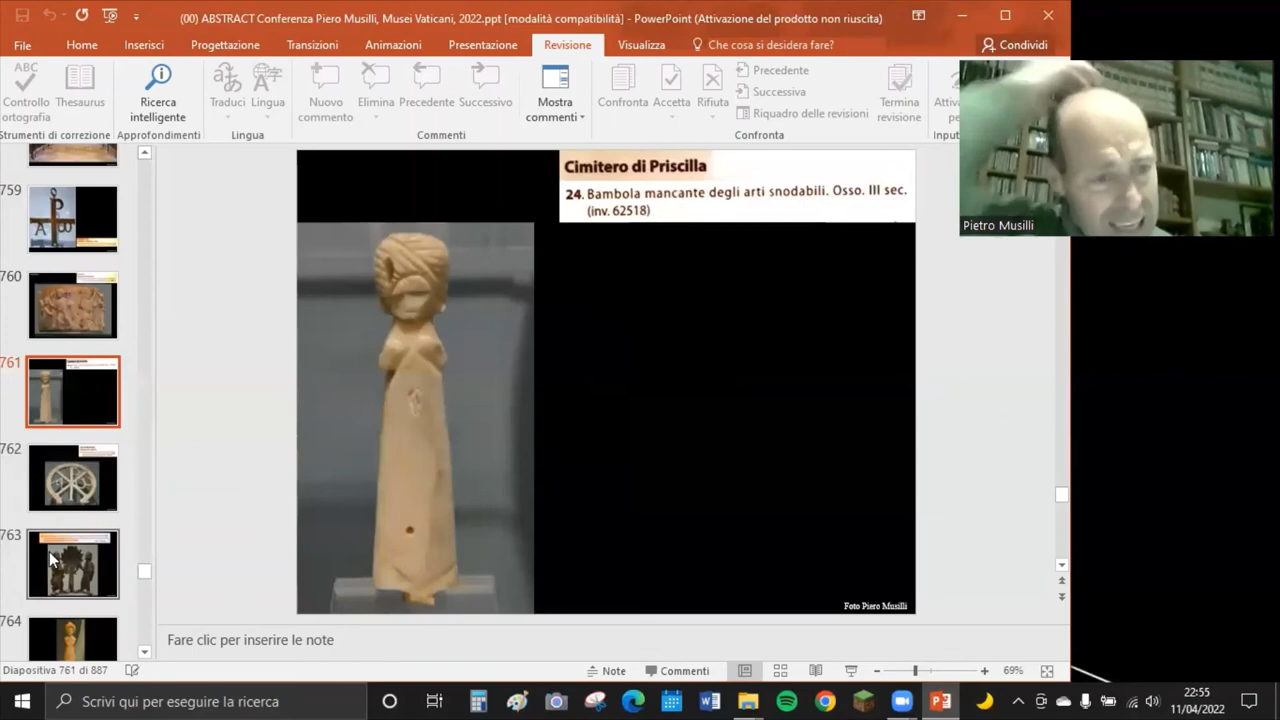 (00) ABSTRACT Conferenza Piero Musilli, Musei Vaticani, 2022.ppt [modalità compatibilità] - PowerPoint (Attivazione del prodotto non riuscita)
File Home Inserisci Progettazione Transizioni Animazioni Presentazione Revisione Visualizza Che cosa si desidera fare? Condividi
ABC
Controllo ortografia
Thesaurus
Strumenti di correzione
Ricerca intelligente
Approfondimenti
Traduci
Lingua
Lingua
Nuovo commento
Elimina
Precedente
Successivo
Mostra commenti
Commenti
Confronta
Accetta
Rifiuta
Precedente
Successiva
Riquadro delle revisioni
Confronta
Termina revisione
Pietro Musilli
759
760
761
762
763
764
Cimitero di Priscilla
24. Bambola mancante degli arti snodabili. Osso. III sec.
(inv. 62518)
Foto Piero Musilli
Fare clic per inserire le note
Diapositiva 761 di 887
Note Commenti 69%
Scrivi qui per eseguire la ricerca
22:55
11/04/2022